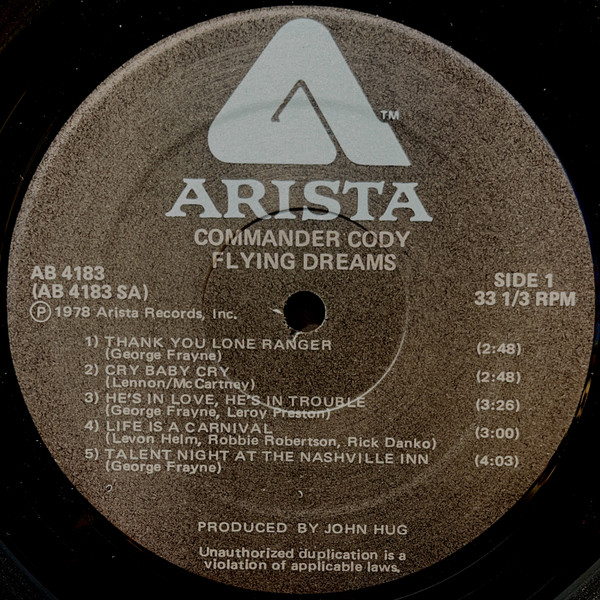 TM
ARISTA
COMMANDER CODY
FLYING DREAMS
AB 4183
(AB 4183 SA)
Ⓟ 1978 Arista Records, Inc.
SIDE 1
33 1/3 RPM
1) THANK YOU LONE RANGER (2:48)
(George Frayne)
2) CRY BABY CRY (2:48)
(Lennon/McCartney)
3) HE'S IN LOVE, HE'S IN TROUBLE (3:26)
(George Frayne, Leroy Preston)
4) LIFE IS A CARNIVAL (3:00)
(Levon Helm, Robbie Robertson, Rick Danko)
5) TALENT NIGHT AT THE NASHVILLE INN (4:03)
(George Frayne)
2
PRODUCED BY JOHN HUG
Unauthorized duplication is a
violation of applicable laws.